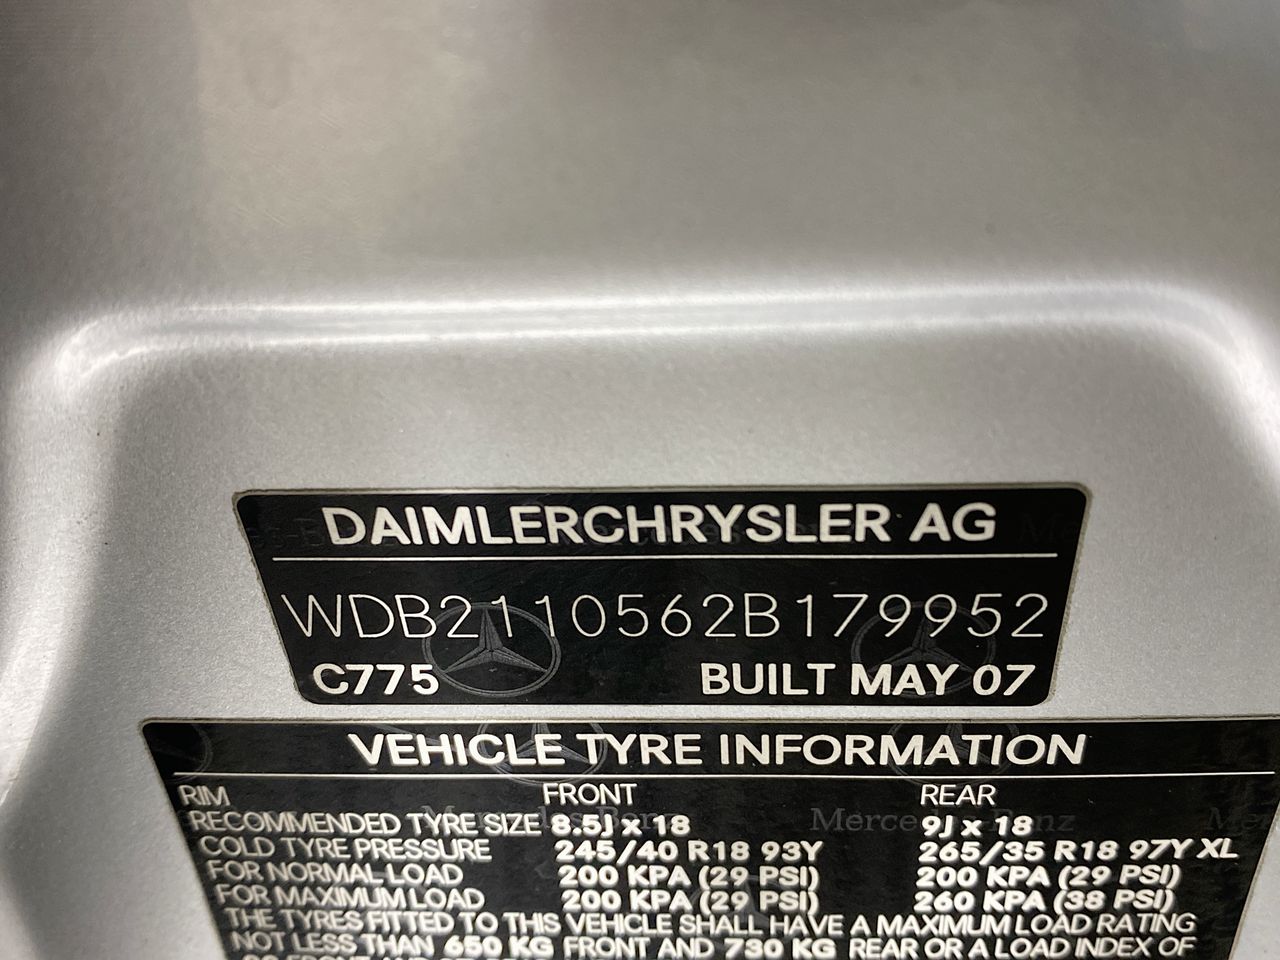 DAIMLERCHRYSLER AG
WDB2110562B179952
C775 BUILT MAY 07
VEHICLE TYRE INFORMATION
RIM FRONT REAR
RECOMMENDED TYRE SIZE 8.5J x 18 9J x 18
COLD TYRE PRESSURE 245/40 R18 93Y 265/35 R18 97Y XL
FOR NORMAL LOAD 200 KPA (29 PSI) 200 KPA (29 PSI)
FOR MAXIMUM LOAD 200 KPA (29 PSI) 260 KPA (38 PSI)
THE TYRES FITTED TO THIS VEHICLE SHALL HAVE A MAXIMUM LOAD RATING
NOT LESS THAN 650 KG FRONT AND 730 KG REAR OR A LOAD INDEX OF